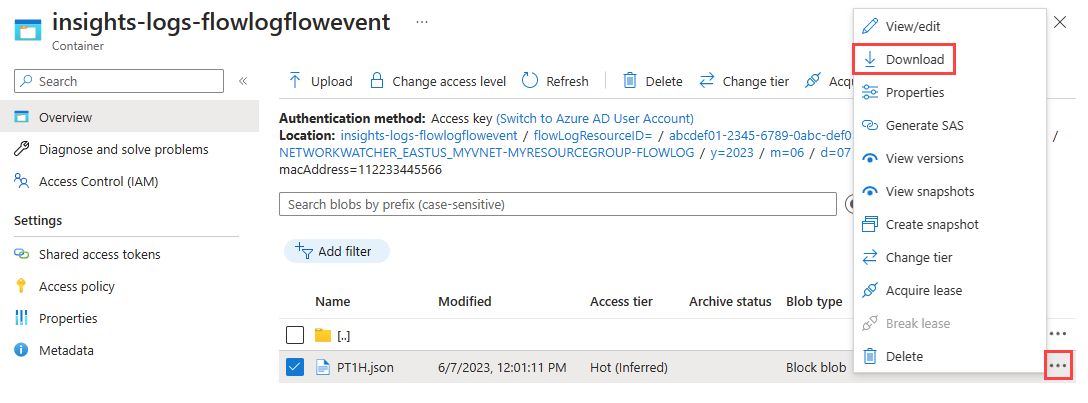 insights-logs-flowlogflowevent ...
Container
Search
Overview
Diagnose and solve problems
Access Control (IAM)
Settings
Shared access tokens
Access policy
Properties
Metadata
Upload Change access level Refresh Delete Change tier Acqu
Authentication method: Access key (Switch to Azure AD User Account)
Location: insights-logs-flowlogflowevent / flowLogResourceID= / abcdef01-2345-6789-0abc-def0 /
NETWORKWATCHER_EASTUS_MYVNET-MYRESOURCEGROUP-FLOWLOG / y=2023 / m=06 / d=07
macAddress=112233445566
Search blobs by prefix (case-sensitive)
Add filter
Name Modified Access tier Archive status Blob type
[..]
PT1H.json 6/7/2023, 12:01:11 PM Hot (Inferred) Block blob
View/edit
Download
Properties
Generate SAS
View versions
View snapshots
Create snapshot
Change tier
Acquire lease
Break lease
Delete